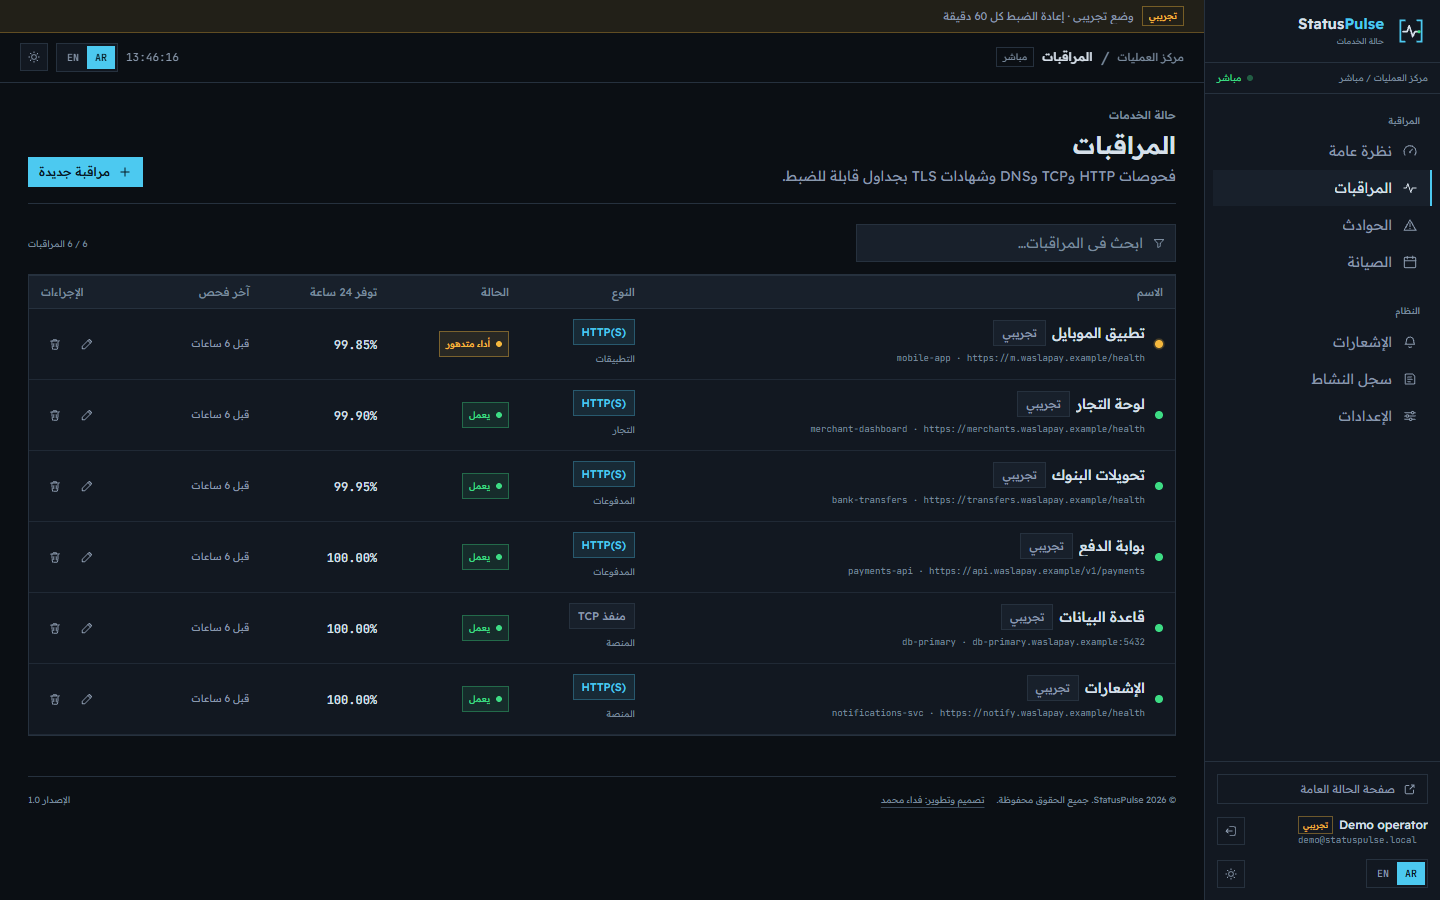 تجريبي وضع تجريبي · إعادة الضبط كل 60 دقيقة
StatusPulse
حالة الخدمات
مركز العمليات / المراقبات مباشر
13:46:16 AR EN
مركز العمليات / مباشر مباشر
المراقبة
نظرة عامة
المراقبات
الحوادث
الصيانة
النظام
الإشعارات
سجل النشاط
الإعدادات
صفحة الحالة العامة
Demo operator تجريبي
demo@statuspulse.local
AR EN
حالة الخدمات
المراقبات
فحوصات HTTP وTCP وDNS وشهادات TLS بجداول قابلة للضبط.
مراقبة جديدة
ابحث في المراقبات...
6 / 6 المراقبات
الاسم النوع الحالة توفر 24 ساعة آخر فحص الإجراءات
تطبيق الموبايل تجريبي HTTP(S) أداء متدهور 99.85% قبل 6 ساعات
mobile-app · https://m.waslapay.example/health التطبيقات
لوحة التجار تجريبي HTTP(S) يعمل 99.90% قبل 6 ساعات
merchant-dashboard · https://merchants.waslapay.example/health التجار
تحويلات البنوك تجريبي HTTP(S) يعمل 99.95% قبل 6 ساعات
bank-transfers · https://transfers.waslapay.example/health المدفوعات
بوابة الدفع تجريبي HTTP(S) يعمل 100.00% قبل 6 ساعات
payments-api · https://api.waslapay.example/v1/payments المدفوعات
قاعدة البيانات تجريبي منفذ TCP يعمل 100.00% قبل 6 ساعات
db-primary · db-primary.waslapay.example:5432 المنصة
الإشعارات تجريبي HTTP(S) يعمل 100.00% قبل 6 ساعات
notifications-svc · https://notify.waslapay.example/health المنصة
© 2026 StatusPulse. جميع الحقوق محفوظة. تصميم وتطوير: فداء محمد
الإصدار 1.0